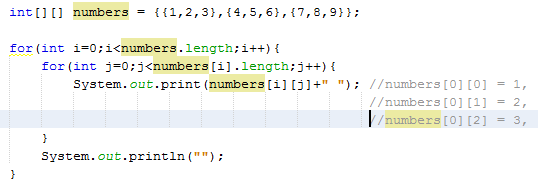 int[][] numbers = {{1,2,3},{4,5,6},{7,8,9}};
for(int i=0;i<numbers.length;i++){
for(int j=0;j<numbers[i].length;j++){
System.out.print(numbers[i][j]+" "); //numbers[0][0] = 1,
//numbers[0][1] = 2,
//numbers[0][2] = 3,
}
System.out.println("");
}